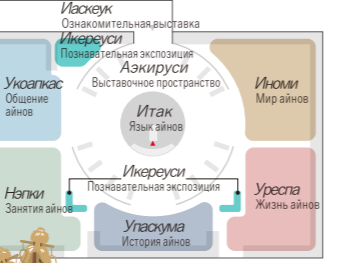 Иаскеук
Ознакомительная выставка
Икереуси
Познавательная экспозиция
Аэкируси
Выставочное пространство
Укоапкас
Общение
айнов
Иноми
Мир айнов
Итак
Язык айнов
Икереуси
Познавательная экспозиция
Нэпки
Занятия айнов
Уреспа
Жизнь айнов
Упаскума
История айнов